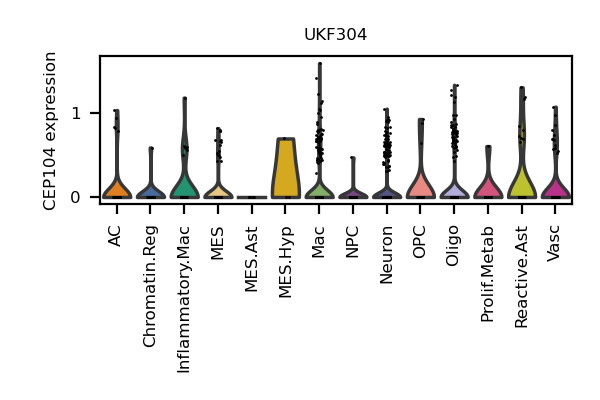 UKF304
CEP104 expression
1
0
AC
Chromatin.Reg
Inflammatory.Mac
MES
MES.Ast
MES.Hyp
Mac
NPC
Neuron
OPC
Oligo
Prolif.Metab
Reactive.Ast
Vasc